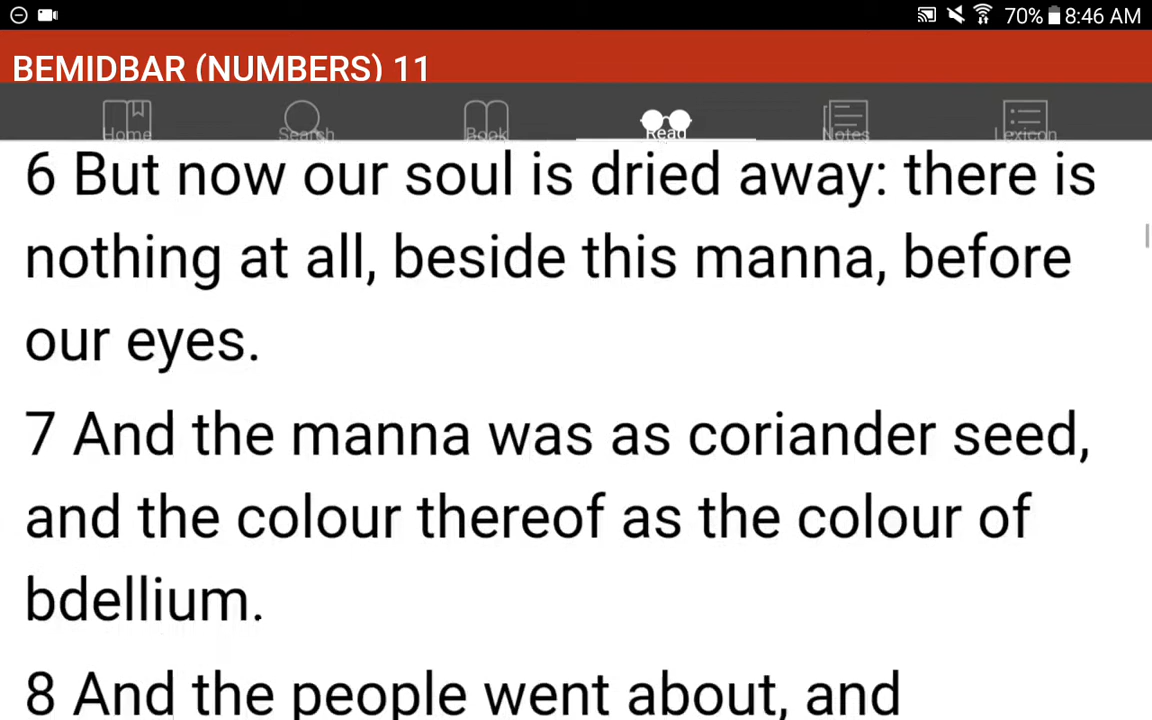 70% 8:46 AM
BEMIDBAR (NUMBERS) 11
Home Search Book Read Notes Lexicon
6 But now our soul is dried away: there is
nothing at all, beside this manna, before
our eyes.
7 And the manna was as coriander seed,
and the colour thereof as the colour of
bdellium.
8 And the people went about, and